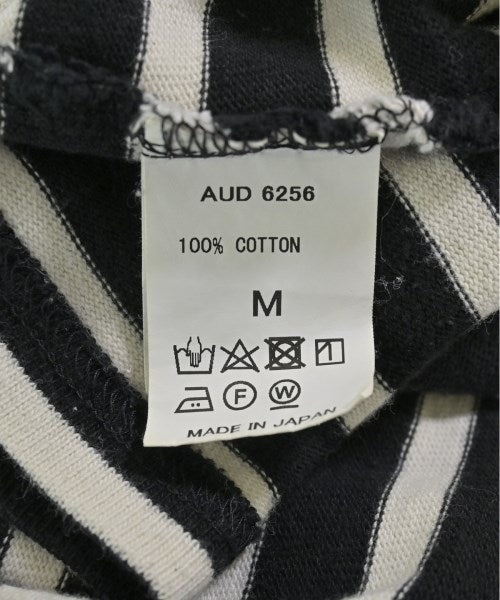 AUD 6256
100% COTTON
M
F W
MADE IN JAPAN